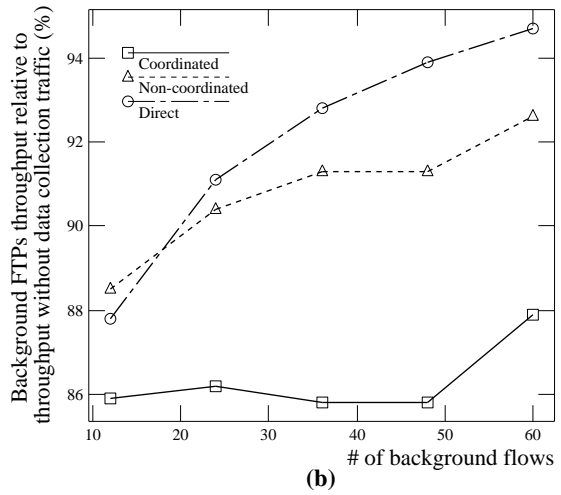 Background FTPs throughput relative to
throughput without data collection traffic (%)
94
92
90
88
86
Coordinated
Non-coordinated
Direct
10 20 30 40 50 60
# of background flows
(b)